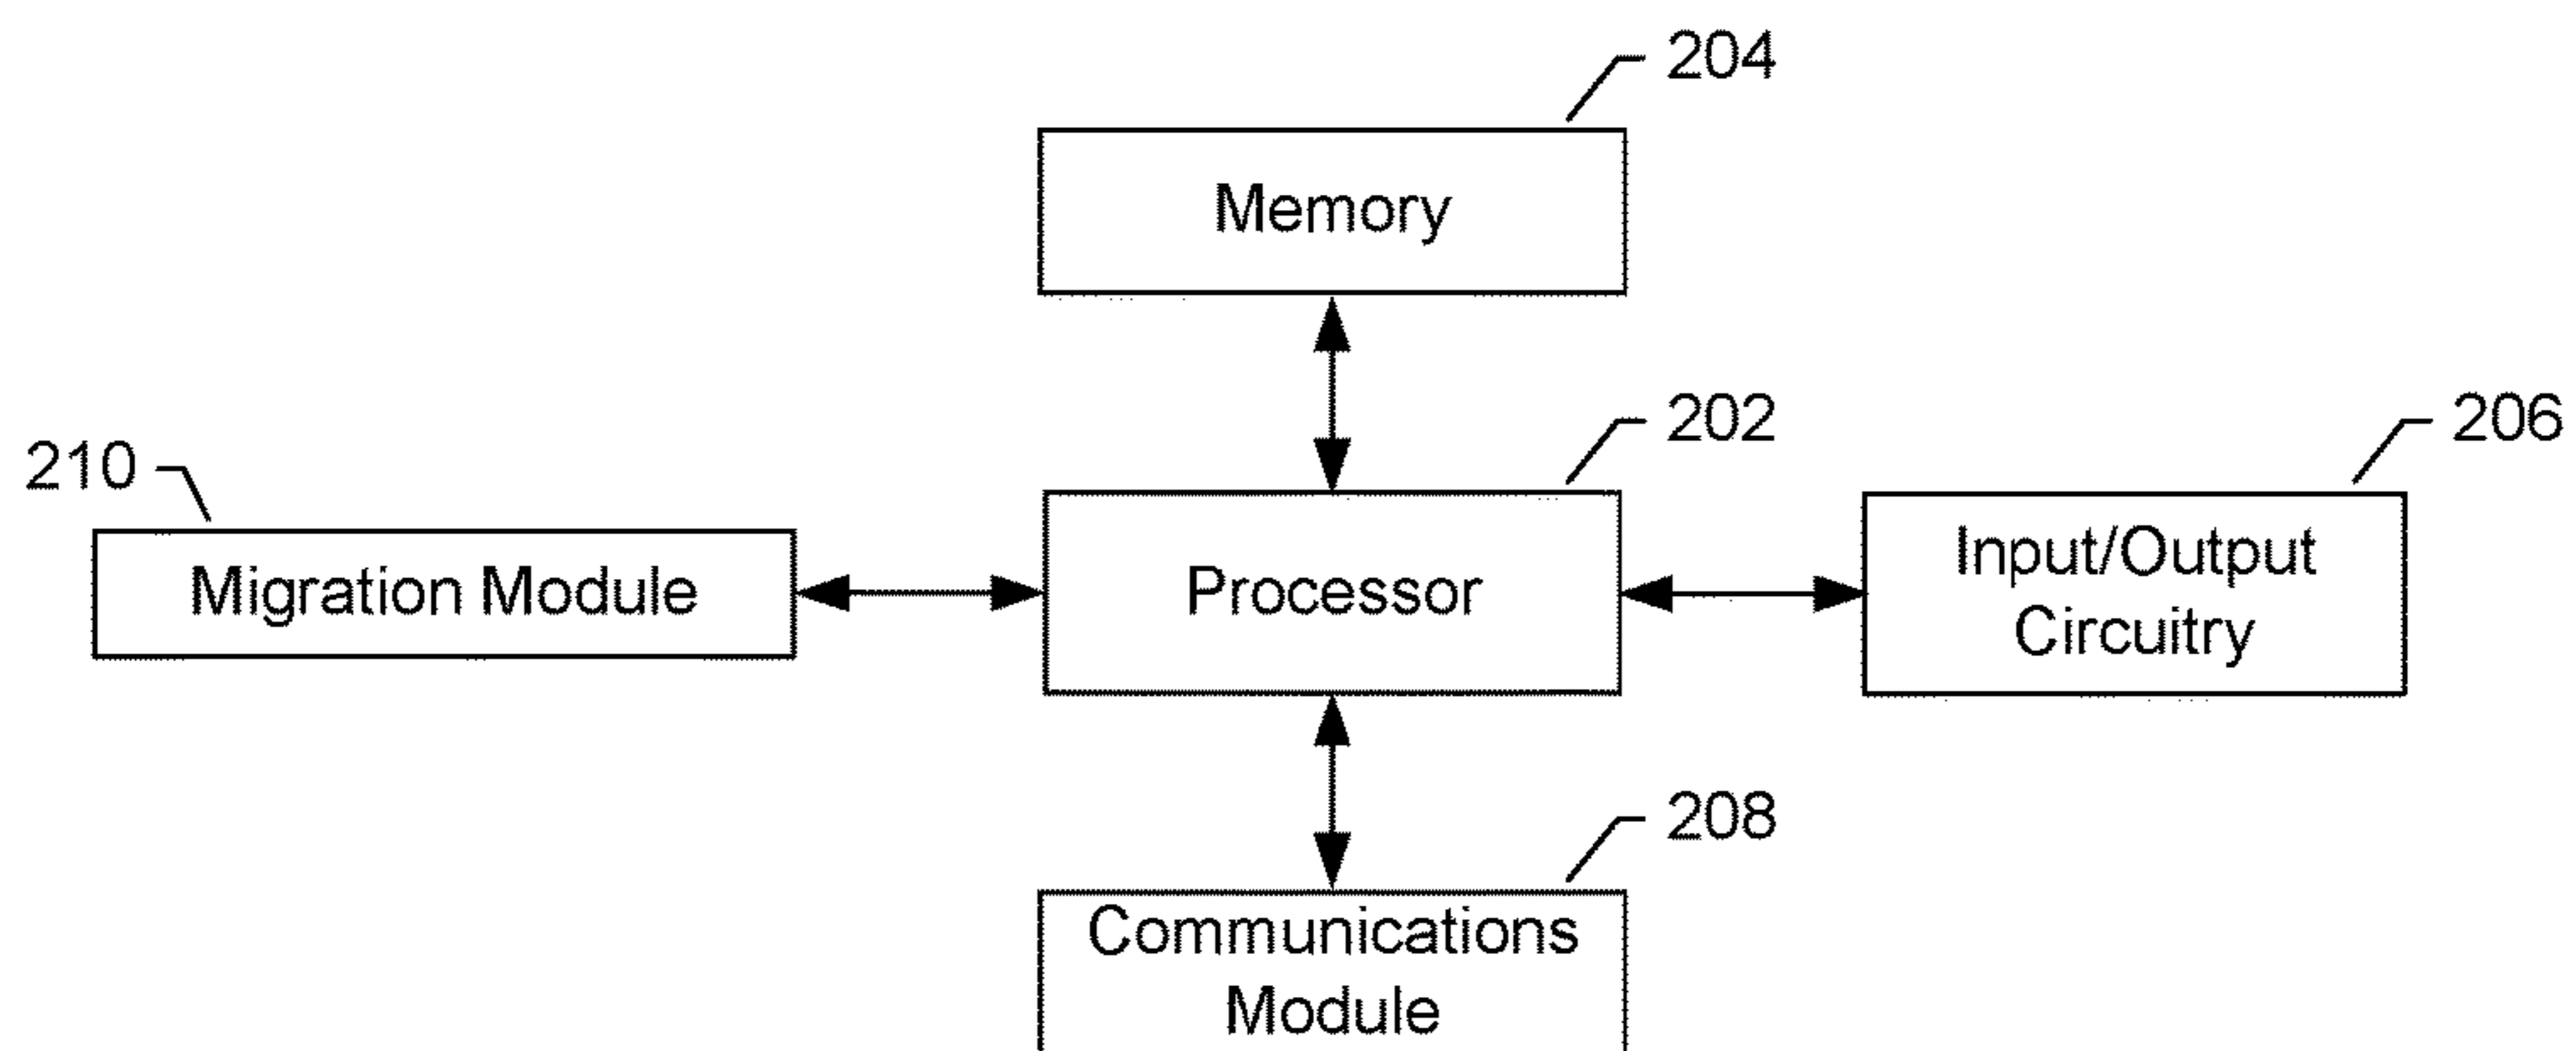 204
Memory
202
206
210
Migration Module
Processor
Input/Output
Circuitry
208
Communications
Module